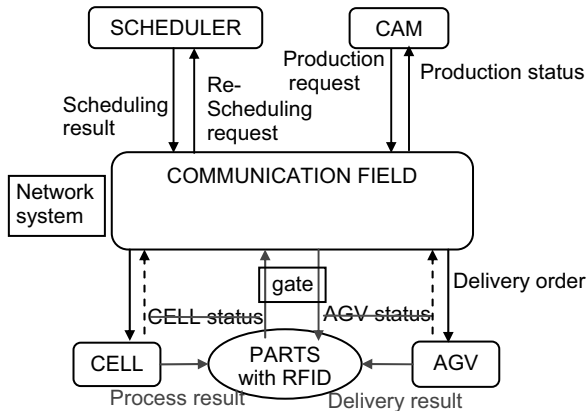 SCHEDULER
CAM
Production
request
Production status
Scheduling
result
Re-
Scheduling
request
COMMUNICATION FIELD
Network
system
gate
Delivery order
CELL status
AGV status
CELL
PARTS
with RFID
AGV
Process result
Delivery result